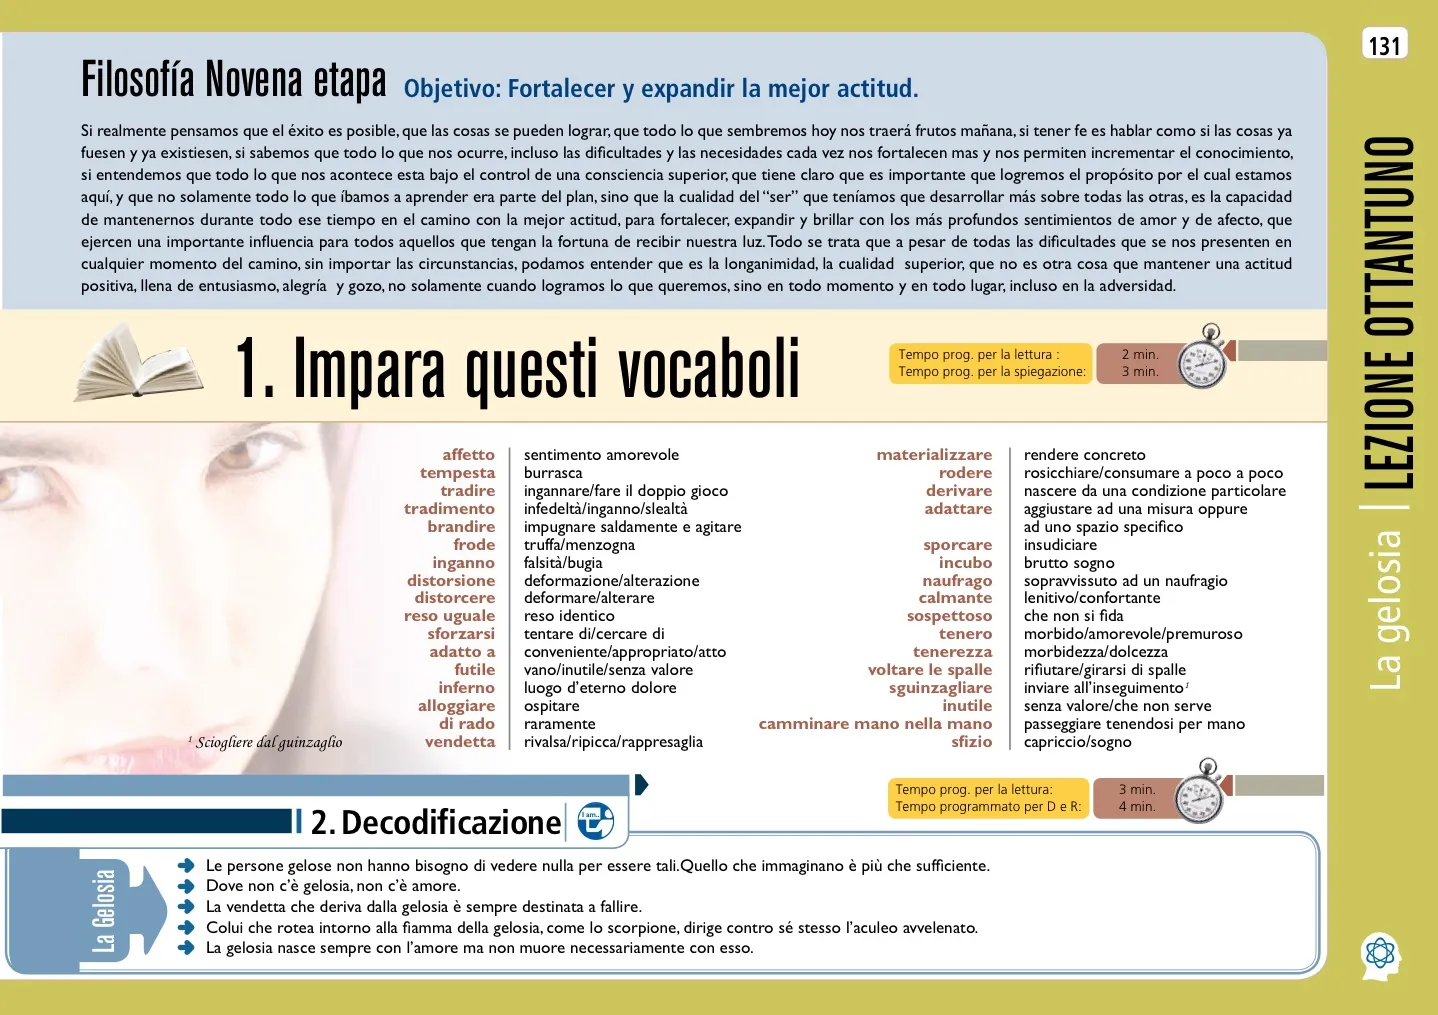 131
Filosofía Novena etapa Objetivo: Fortalecer y expandir la mejor actitud.
Si realmente pensamos que el éxito es posible, que las cosas se pueden lograr, que todo lo que sembremos hoy nos traerá frutos mañana, si tener fe es hablar como si las cosas ya
fuesen y ya existiesen, si sabemos que todo lo que nos ocurre, incluso las dificultades y las necesidades cada vez nos fortalecen mas y nos permiten incrementar el conocimiento,
si entendemos que todo lo que nos acontece esta bajo el control de una consciencia superior, que tiene claro que es importante que logremos el propósito por el cual estamos
aquí, y que no solamente todo lo que íbamos a aprender era parte del plan, sino que la cualidad del "ser" que teníamos que desarrollar más sobre todas las otras, es la capacidad
de mantenernos durante todo ese tiempo en el camino con la mejor actitud, para fortalecer, expandir y brillar con los más profundos sentimientos de amor y de afecto, que
ejercen una importante influencia para todos aquellos que tengan la fortuna de recibir nuestra luz. Todo se trata que a pesar de todas las dificultades que se nos presenten en
cualquier momento del camino, sin importar las circunstancias, podamos entender que es la longanimidad, la cualidad superior, que no es otra cosa que mantener una actitud
positiva, llena de entusiasmo, alegría y gozo, no solamente cuando logramos lo que queremos, sino en todo momento y en todo lugar, incluso en la adversidad.
LEZIONE OTTANTUNO
La gelosia
1. Impara questi vocaboli
Tempo prog. per la lettura : 2 min.
Tempo prog. per la spiegazione: 3 min.
affetto sentimento amorevole
tempesta burrasca
tradire ingannare/fare il doppio gioco
tradimento infedeltà/inganno/slealtà
brandire impugnare saldamente e agitare
frode truffa/menzogna
inganno falsità/bugia
distorsione deformazione/alterazione
distorcere deformare/alterare
reso uguale reso identico
sforzarsi tentare di/cercare di
adatto a conveniente/appropriato/atto
futile vano/inutile/senza valore
inferno luogo d'eterno dolore
alloggiare ospitare
di rado raramente
vendetta rivalsa/ripicca/rappresaglia
materializzare rendere concreto
rodere rosicchiare/consumare a poco a poco
derivare nascere da una condizione particolare
adattare aggiustare ad una misura oppure
ad uno spazio specifico
sporcare insudiciare
incubo brutto sogno
naufrago sopravvissuto ad un naufragio
calmante lenitivo/confortante
sospettoso che non si fida
tenero morbido/amorevole/premuroso
tenerezza morbidezza/dolcezza
voltare le spalle rifiutare/girarsi di spalle
sguinzagliare inviare all'inseguimento¹
inutile senza valore/che non serve
camminare mano nella mano passeggiare tenendosi per mano
sfizio capriccio/sogno
¹ Sciogliere dal guinzaglio
2. Decodificazione
I am...
Tempo prog. per la lettura: 3 min.
Tempo programmato per D e R: 4 min.
La Gelosia
Le persone gelose non hanno bisogno di vedere nulla per essere tali.Quello che immaginano è più che sufficiente.
Dove non c'è gelosia, non c'è amore.
La vendetta che deriva dalla gelosia è sempre destinata a fallire.
Colui che rotea intorno alla fiamma della gelosia, come lo scorpione, dirige contro sé stesso l'aculeo avvelenato.
La gelosia nasce sempre con l'amore ma non muore necessariamente con esso.